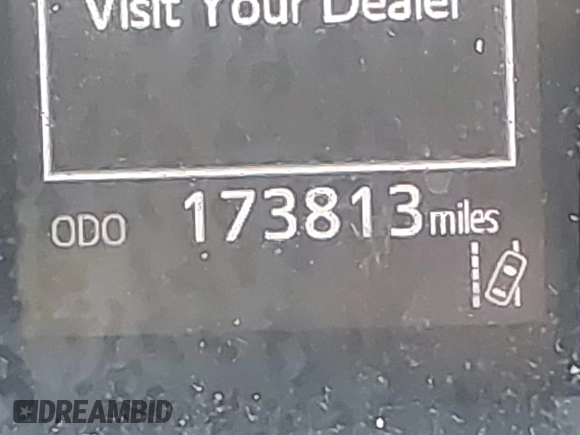 Visit Your Dealer
ODO 173813 miles
DREAMBID